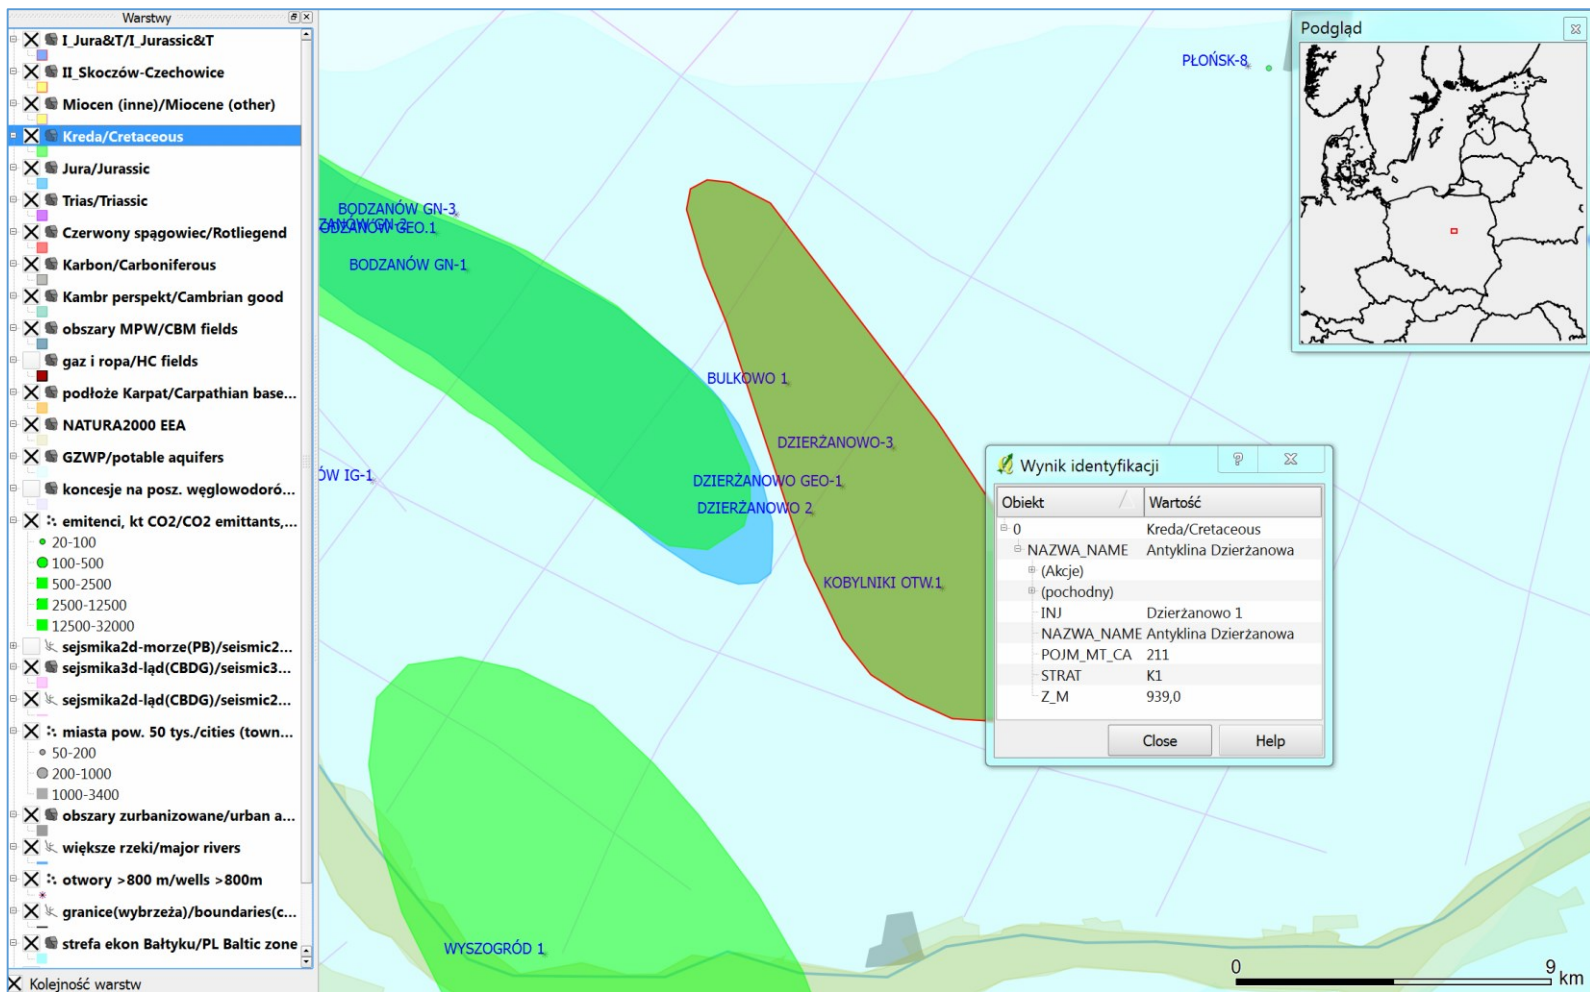 Warstwy
I_Jura&T/I_Jurassic&T
II_Skoczów-Czechowice
Miocen (inne)/Miocene (other)
Kreda/Cretaceous
Jura/Jurassic
Trias/Triassic
Czerwony spągowiec/Rotliegend
Karbon/Carboniferous
Kambr perspekt/Cambrian good
obszary MPW/CBM fields
gaz i ropa/HC fields
podłoże Karpat/Carpathian base...
NATURA2000 EEA
GZWP/potable aquifers
koncesje na posz. węglowodoró...
emitenci, kt CO2/CO2 emittants,...
20-100
100-500
500-2500
2500-12500
12500-32000
sejsmika2d-morze(PB)/seismic2...
sejsmika3d-ląd(CBDG)/seismic3...
sejsmika2d-ląd(CBDG)/seismic2...
miasta pow. 50 tys./cities (town...
50-200
200-1000
1000-3400
obszary zurbanizowane/urban a...
większe rzeki/major rivers
otwory >800 m/wells >800m
granice(wybrzeża)/boundaries(c...
strefa ekon Bałtyku/PL Baltic zone
Kolejność warstw
PŁOŃSK-8
BODZANÓW GN-3
ZANÓW GN-2
ODZANÓW GEO.1
BODZANÓW GN-1
BULKOWO 1
DZIERŻANOWO-3
ÓW IG-1
DZIERŻANOWO GEO-1
DZIERŻANOWO 2
KOBYLNIKI OTW.1
WYSZOGRÓD 1
Podgląd
Wynik identyfikacji
Obiekt Wartość
0 Kreda/Cretaceous
NAZWA_NAME Antyklina Dzierżanowa
(Akcje)
(pochodny)
INJ Dzierżanowo 1
NAZWA_NAME Antyklina Dzierżanowa
POJM_MT_CA 211
STRAT K1
Z_M 939,0
Close Help
0 9
km